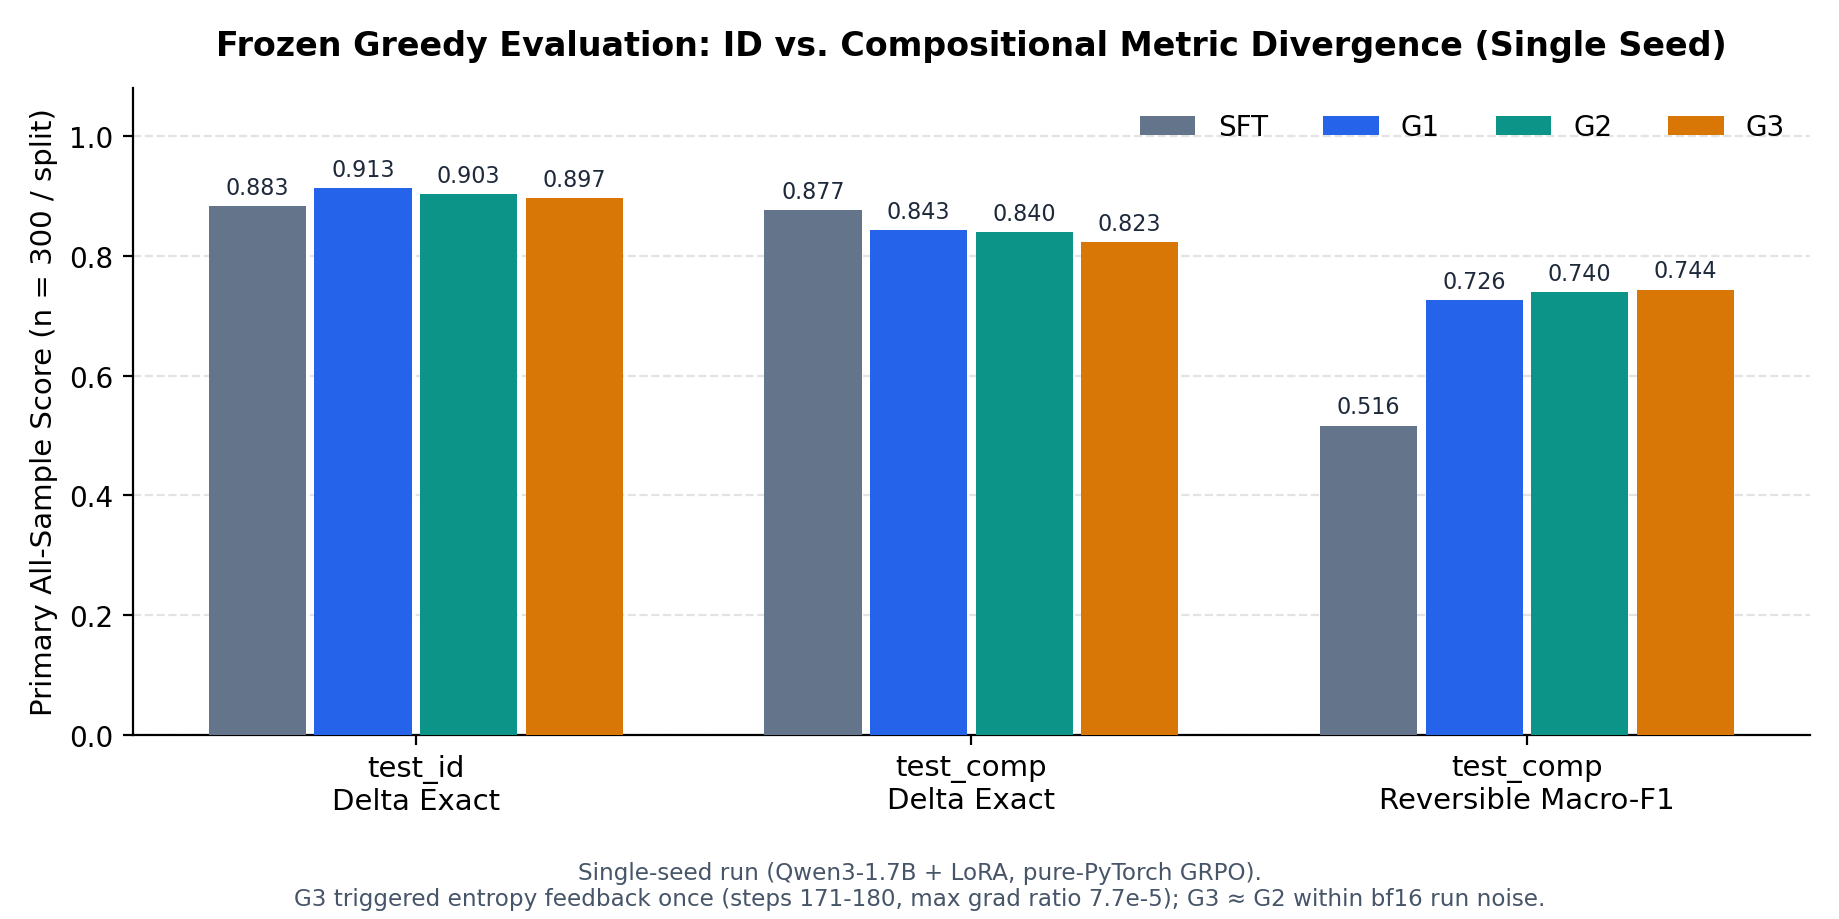 Frozen Greedy Evaluation: ID vs. Compositional Metric Divergence (Single Seed)
Primary All-Sample Score (n = 300 / split)
1.0
0.8
0.6
0.4
0.2
0.0
SFT G1 G2 G3
0.883 0.913 0.903 0.897
0.877 0.843 0.840 0.823
0.516 0.726 0.740 0.744
test_id
Delta Exact
test_comp
Delta Exact
test_comp
Reversible Macro-F1
Single-seed run (Qwen3-1.7B + LoRA, pure-PyTorch GRPO).
G3 triggered entropy feedback once (steps 171-180, max grad ratio 7.7e-5); G3 ≈ G2 within bf16 run noise.